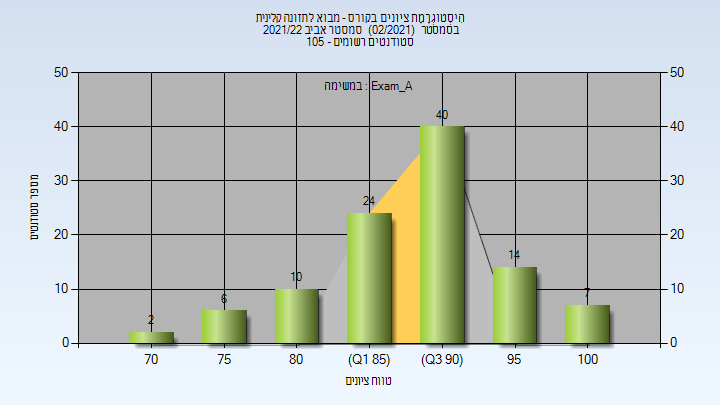 הִיסְטוֹגְרַמַת ציונים בקורס - מבוא לתזונה קלינית
בסמסטר (02/2021) סמסטר אביב 2021/22
סטודנטים רשומים - 105
במשימה : Exam_A
50 50
40 40
30 30
20 20
10 10
0 0
2 6 10 24 40 14 7
70 75 80 (Q1 85) (Q3 90) 95 100
מספר סטודנטים
טווח ציונים